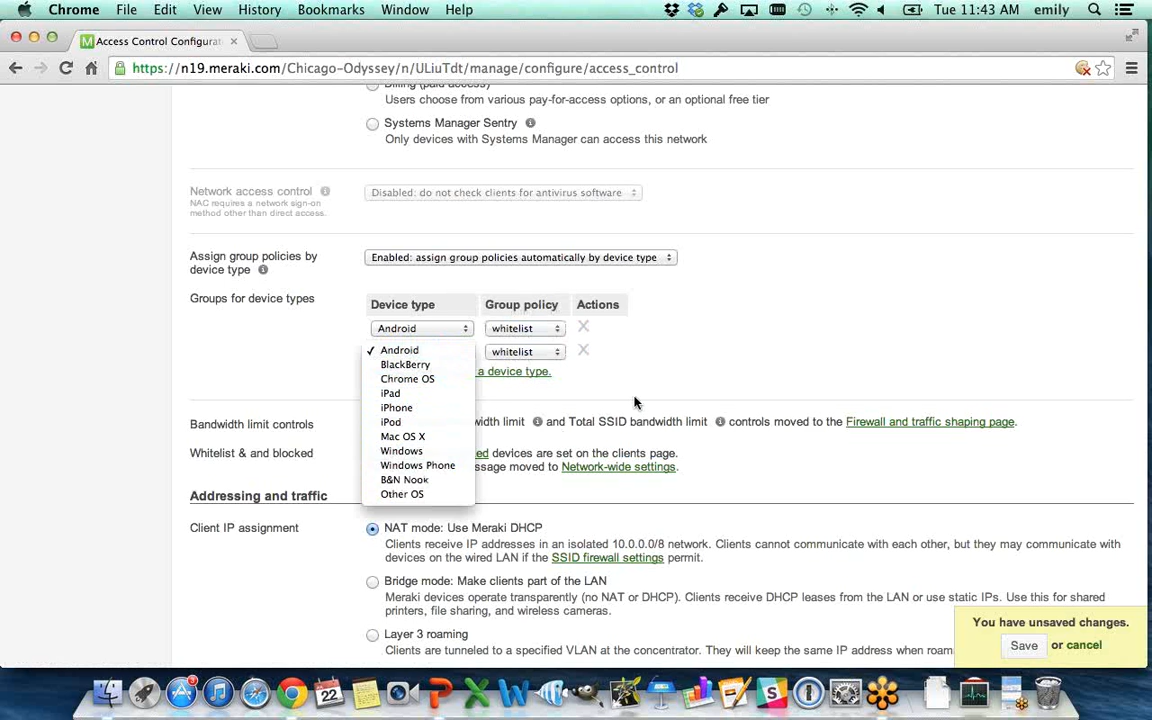 Chrome File Edit View History Bookmarks Window Help Tue 11:43 AM emily
Access Control Configurat
https://n19.meraki.com/Chicago-Odyssey/n/ULiuTdt/manage/configure/access_control
Billing (paid access)
Users choose from various pay-for-access options, or an optional free tier
Systems Manager Sentry
Only devices with Systems Manager can access this network
Network access control
NAC requires a network sign-on
method other than direct access.
Disabled: do not check clients for antivirus software
Assign group policies by
device type
Enabled: assign group policies automatically by device type
Groups for device types
Device type Group policy Actions
Android whitelist
whitelist
a device type.
Android
BlackBerry
Chrome OS
iPad
iPhone
iPod
Mac OS X
Windows
Windows Phone
B&N Nook
Other OS
Bandwidth limit controls
limit and Total SSID bandwidth limit controls moved to the Firewall and traffic shaping page.
Whitelist & and blocked
devices are set on the clients page.
moved to Network-wide settings.
Addressing and traffic
Client IP assignment
NAT mode: Use Meraki DHCP
Clients receive IP addresses in an isolated 10.0.0.0/8 network. Clients cannot communicate with each other, but they may communicate with
devices on the wired LAN if the SSID firewall settings permit.
Bridge mode: Make clients part of the LAN
Meraki devices operate transparently (no NAT or DHCP). Clients receive DHCP leases from the LAN or use static IPs. Use this for shared
printers, file sharing, and wireless cameras.
Layer 3 roaming
Clients are tunneled to a specified VLAN at the concentrator. They will keep the same IP address when roam
You have unsaved changes.
Save or cancel
22